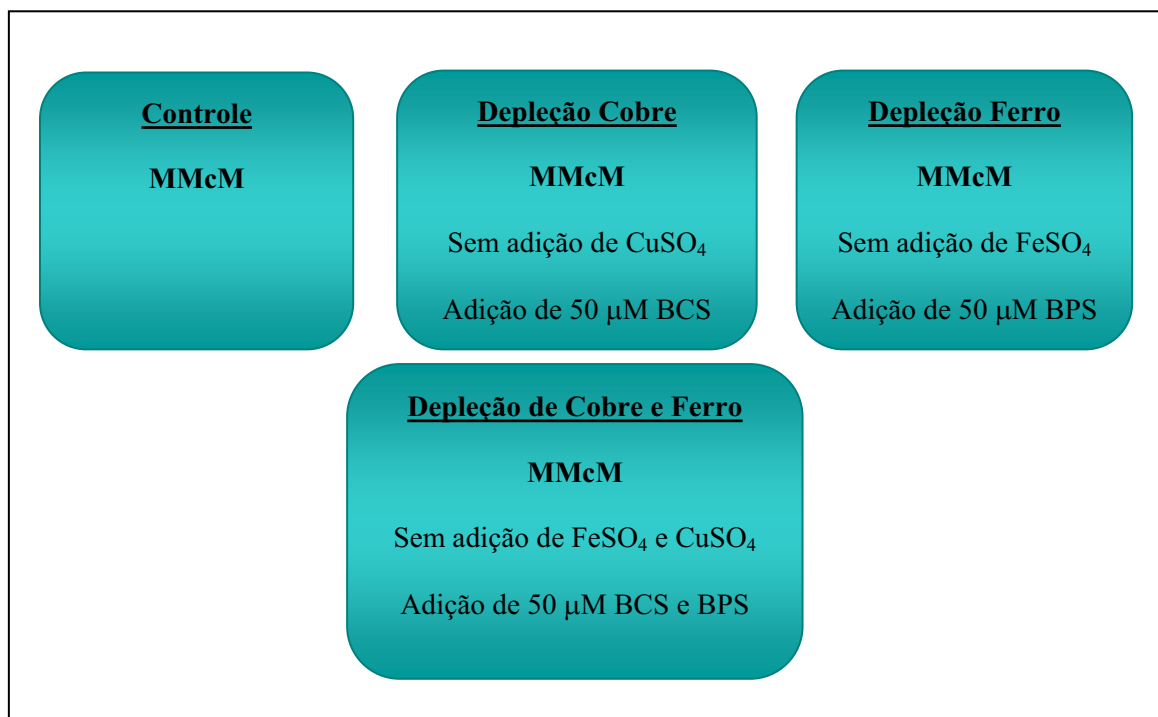 Controle
MMcM
Depleção Cobre
MMcM
Sem adição de CuSO₄
Adição de 50 μM BCS
Depleção Ferro
MMcM
Sem adição de FeSO₄
Adição de 50 μM BPS
Depleção de Cobre e Ferro
MMcM
Sem adição de FeSO₄ e CuSO₄
Adição de 50 μM BCS e BPS